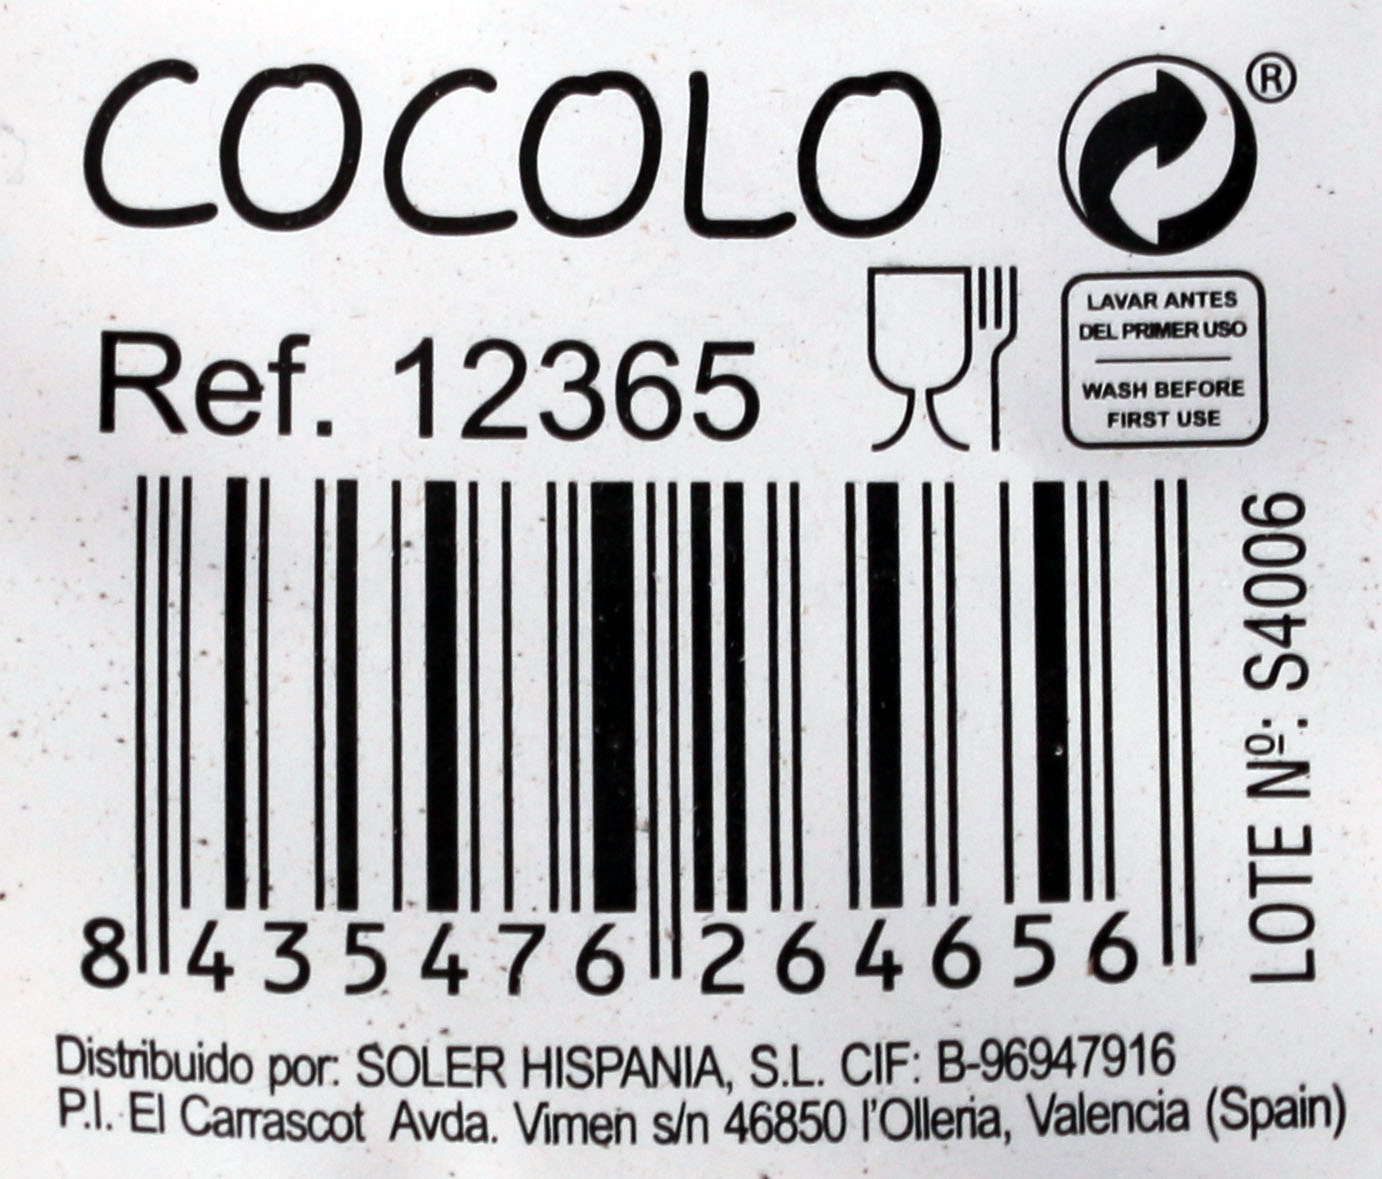 COCOLO
®
Ref. 12365
LAVAR ANTES
DEL PRIMER USO
WASH BEFORE
FIRST USE
LOTE Nº: S4006
8 435476 264656
Distribuido por: SOLER HISPANIA, S.L. CIF: B-96947916
P.I. El Carrascot Avda. Vimen s/n 46850 l'Olleria, Valencia (Spain)